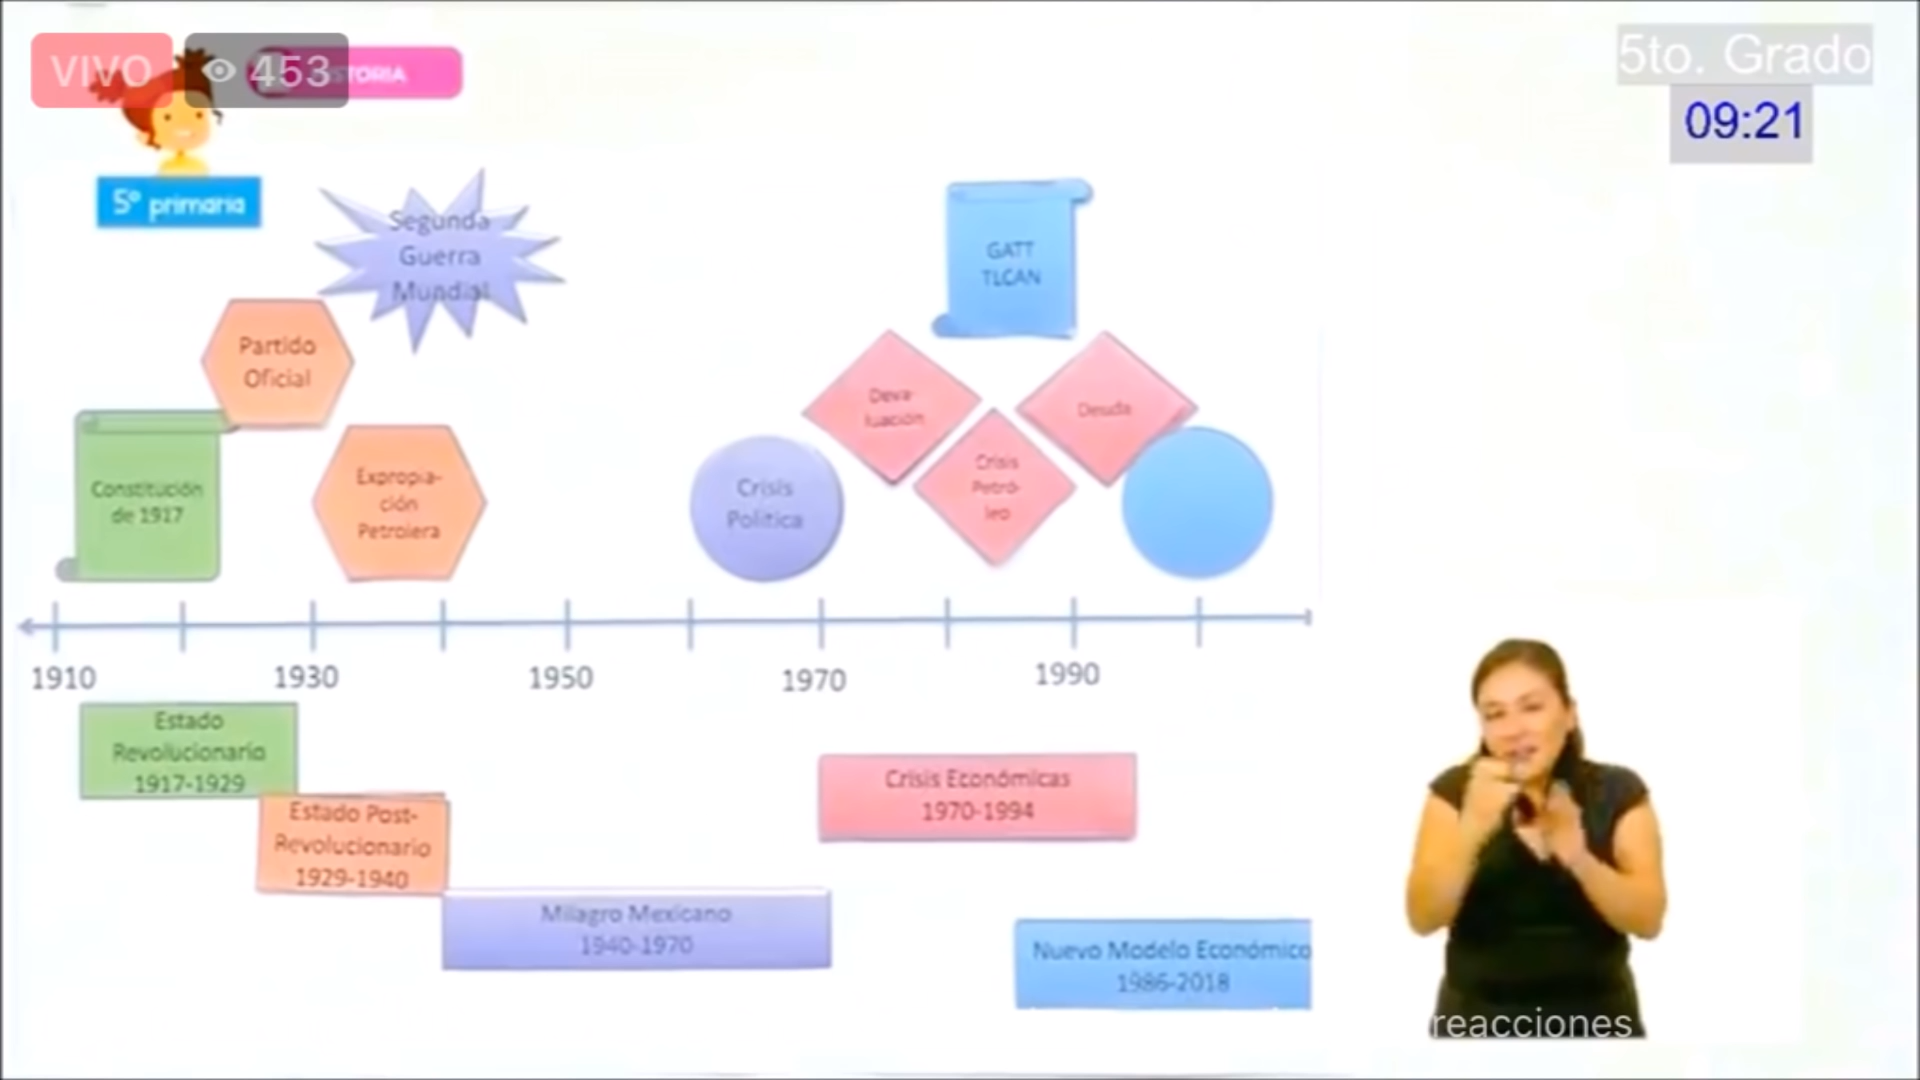 VIVO
453
TORIA
5to. Grado
09:21
5º primaria
Segunda
Guerra
Mundial
GATT
TLCAN
Partido
Oficial
Deva-
luación
Deuda
Constitución
de 1917
Expropia-
ción
Petrolera
Crisis
Política
Crisis
Petró-
leo
1910
1930
1950
1970
1990
Estado
Revolucionario
1917-1929
Estado Post-
Revolucionario
1929-1940
Crisis Económicas
1970-1994
Milagro Mexicano
1940-1970
Nuevo Modelo Económico
1986-2018
reacciones